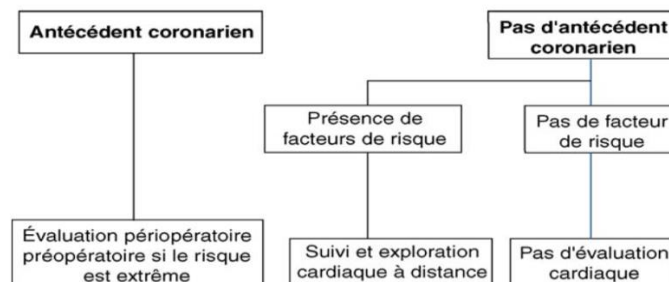 Antécédent coronarien
Pas d'antécédent
coronarien
Présence de
facteurs de risque
Pas de facteur
de risque
Évaluation périopératoire
préopératoire si le risque
est extrême
Suivi et exploration
cardiaque à distance
Pas d'évaluation
cardiaque